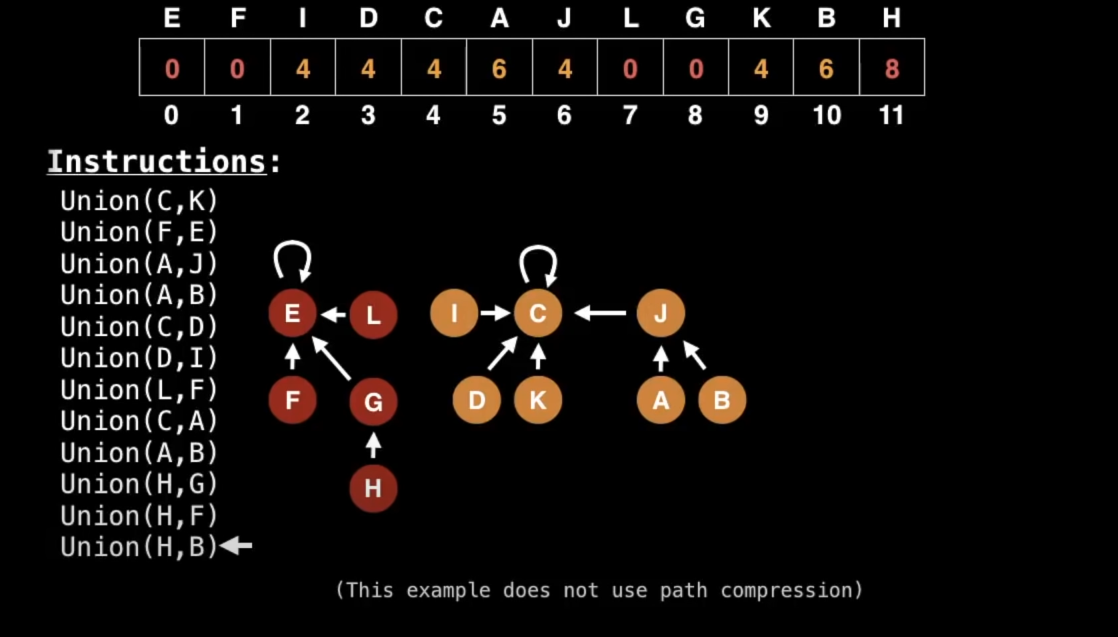 E F I D C A J L G K B H
0 0 4 4 4 6 4 0 0 4 6 8
0 1 2 3 4 5 6 7 8 9 10 11
Instructions:
Union(C,K)
Union(F,E)
Union(A,J)
Union(A,B)
Union(C,D)
Union(D,I)
Union(L,F)
Union(C,A)
Union(A,B)
Union(H,G)
Union(H,F)
Union(H,B)
E L I C J
F G D K A B
H
(This example does not use path compression)